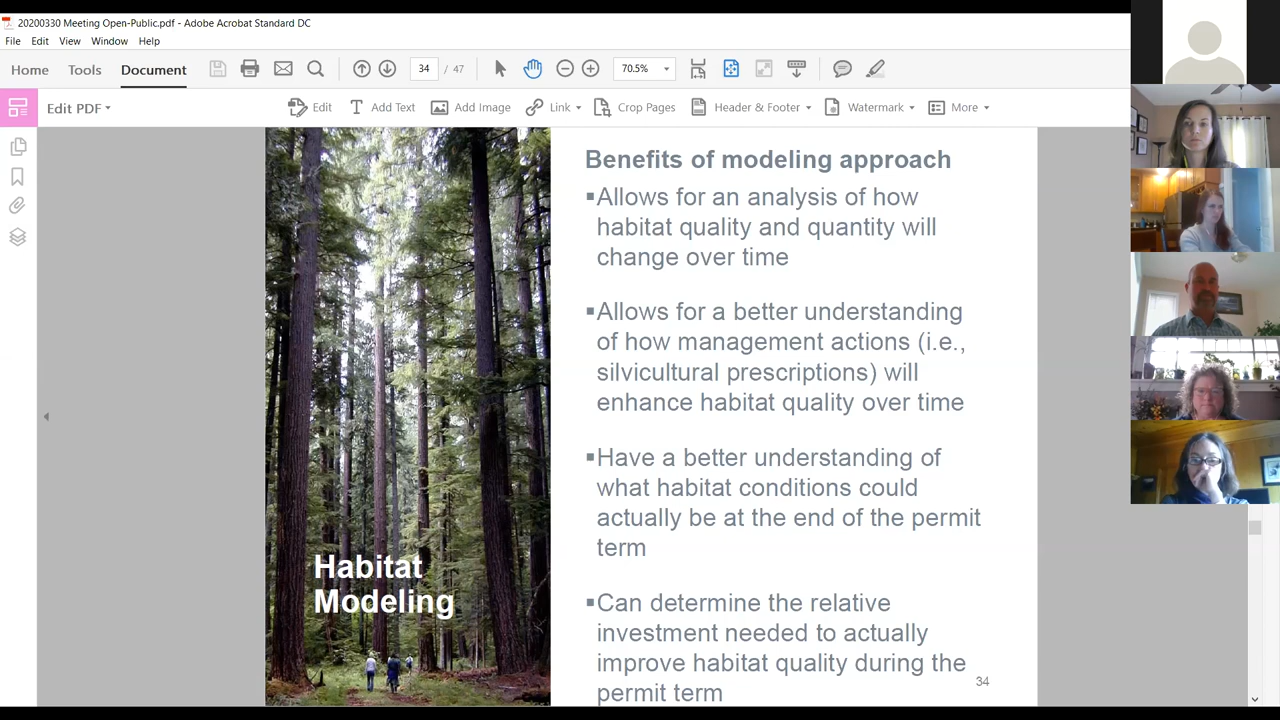 20200330 Meeting Open-Public.pdf - Adobe Acrobat Standard DC
File Edit View Window Help
Home Tools Document 34 / 47 70.5%
Edit PDF Edit Add Text Add Image Link Crop Pages Header & Footer Watermark More
Habitat
Modeling
Benefits of modeling approach
▪Allows for an analysis of how
habitat quality and quantity will
change over time
▪Allows for a better understanding
of how management actions (i.e.,
silvicultural prescriptions) will
enhance habitat quality over time
▪Have a better understanding of
what habitat conditions could
actually be at the end of the permit
term
▪Can determine the relative
investment needed to actually
improve habitat quality during the
permit term
34